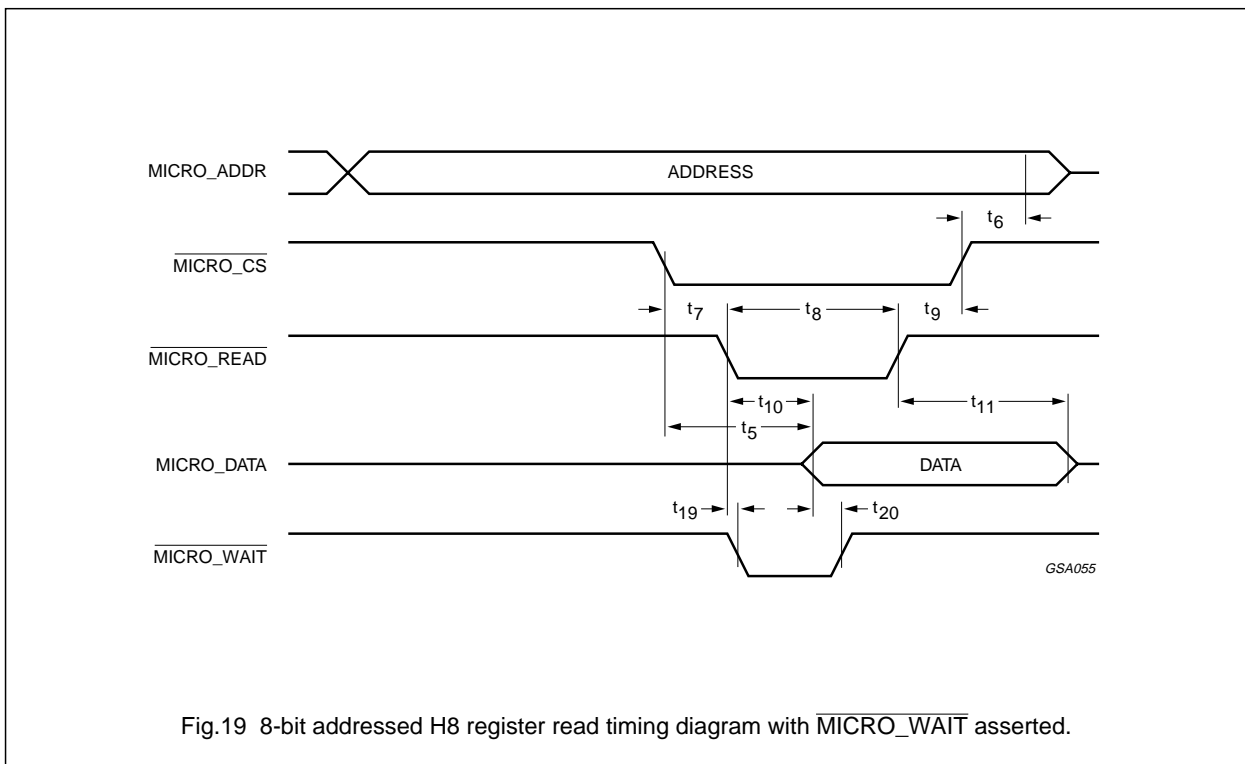 MICRO_ADDR ADDRESS
t6
MICRO_CS
t7 t8 t9
MICRO_READ
t10 t11
t5
MICRO_DATA DATA
t19 t20
MICRO_WAIT
GSA055
Fig.19 8-bit addressed H8 register read timing diagram with MICRO_WAIT asserted.